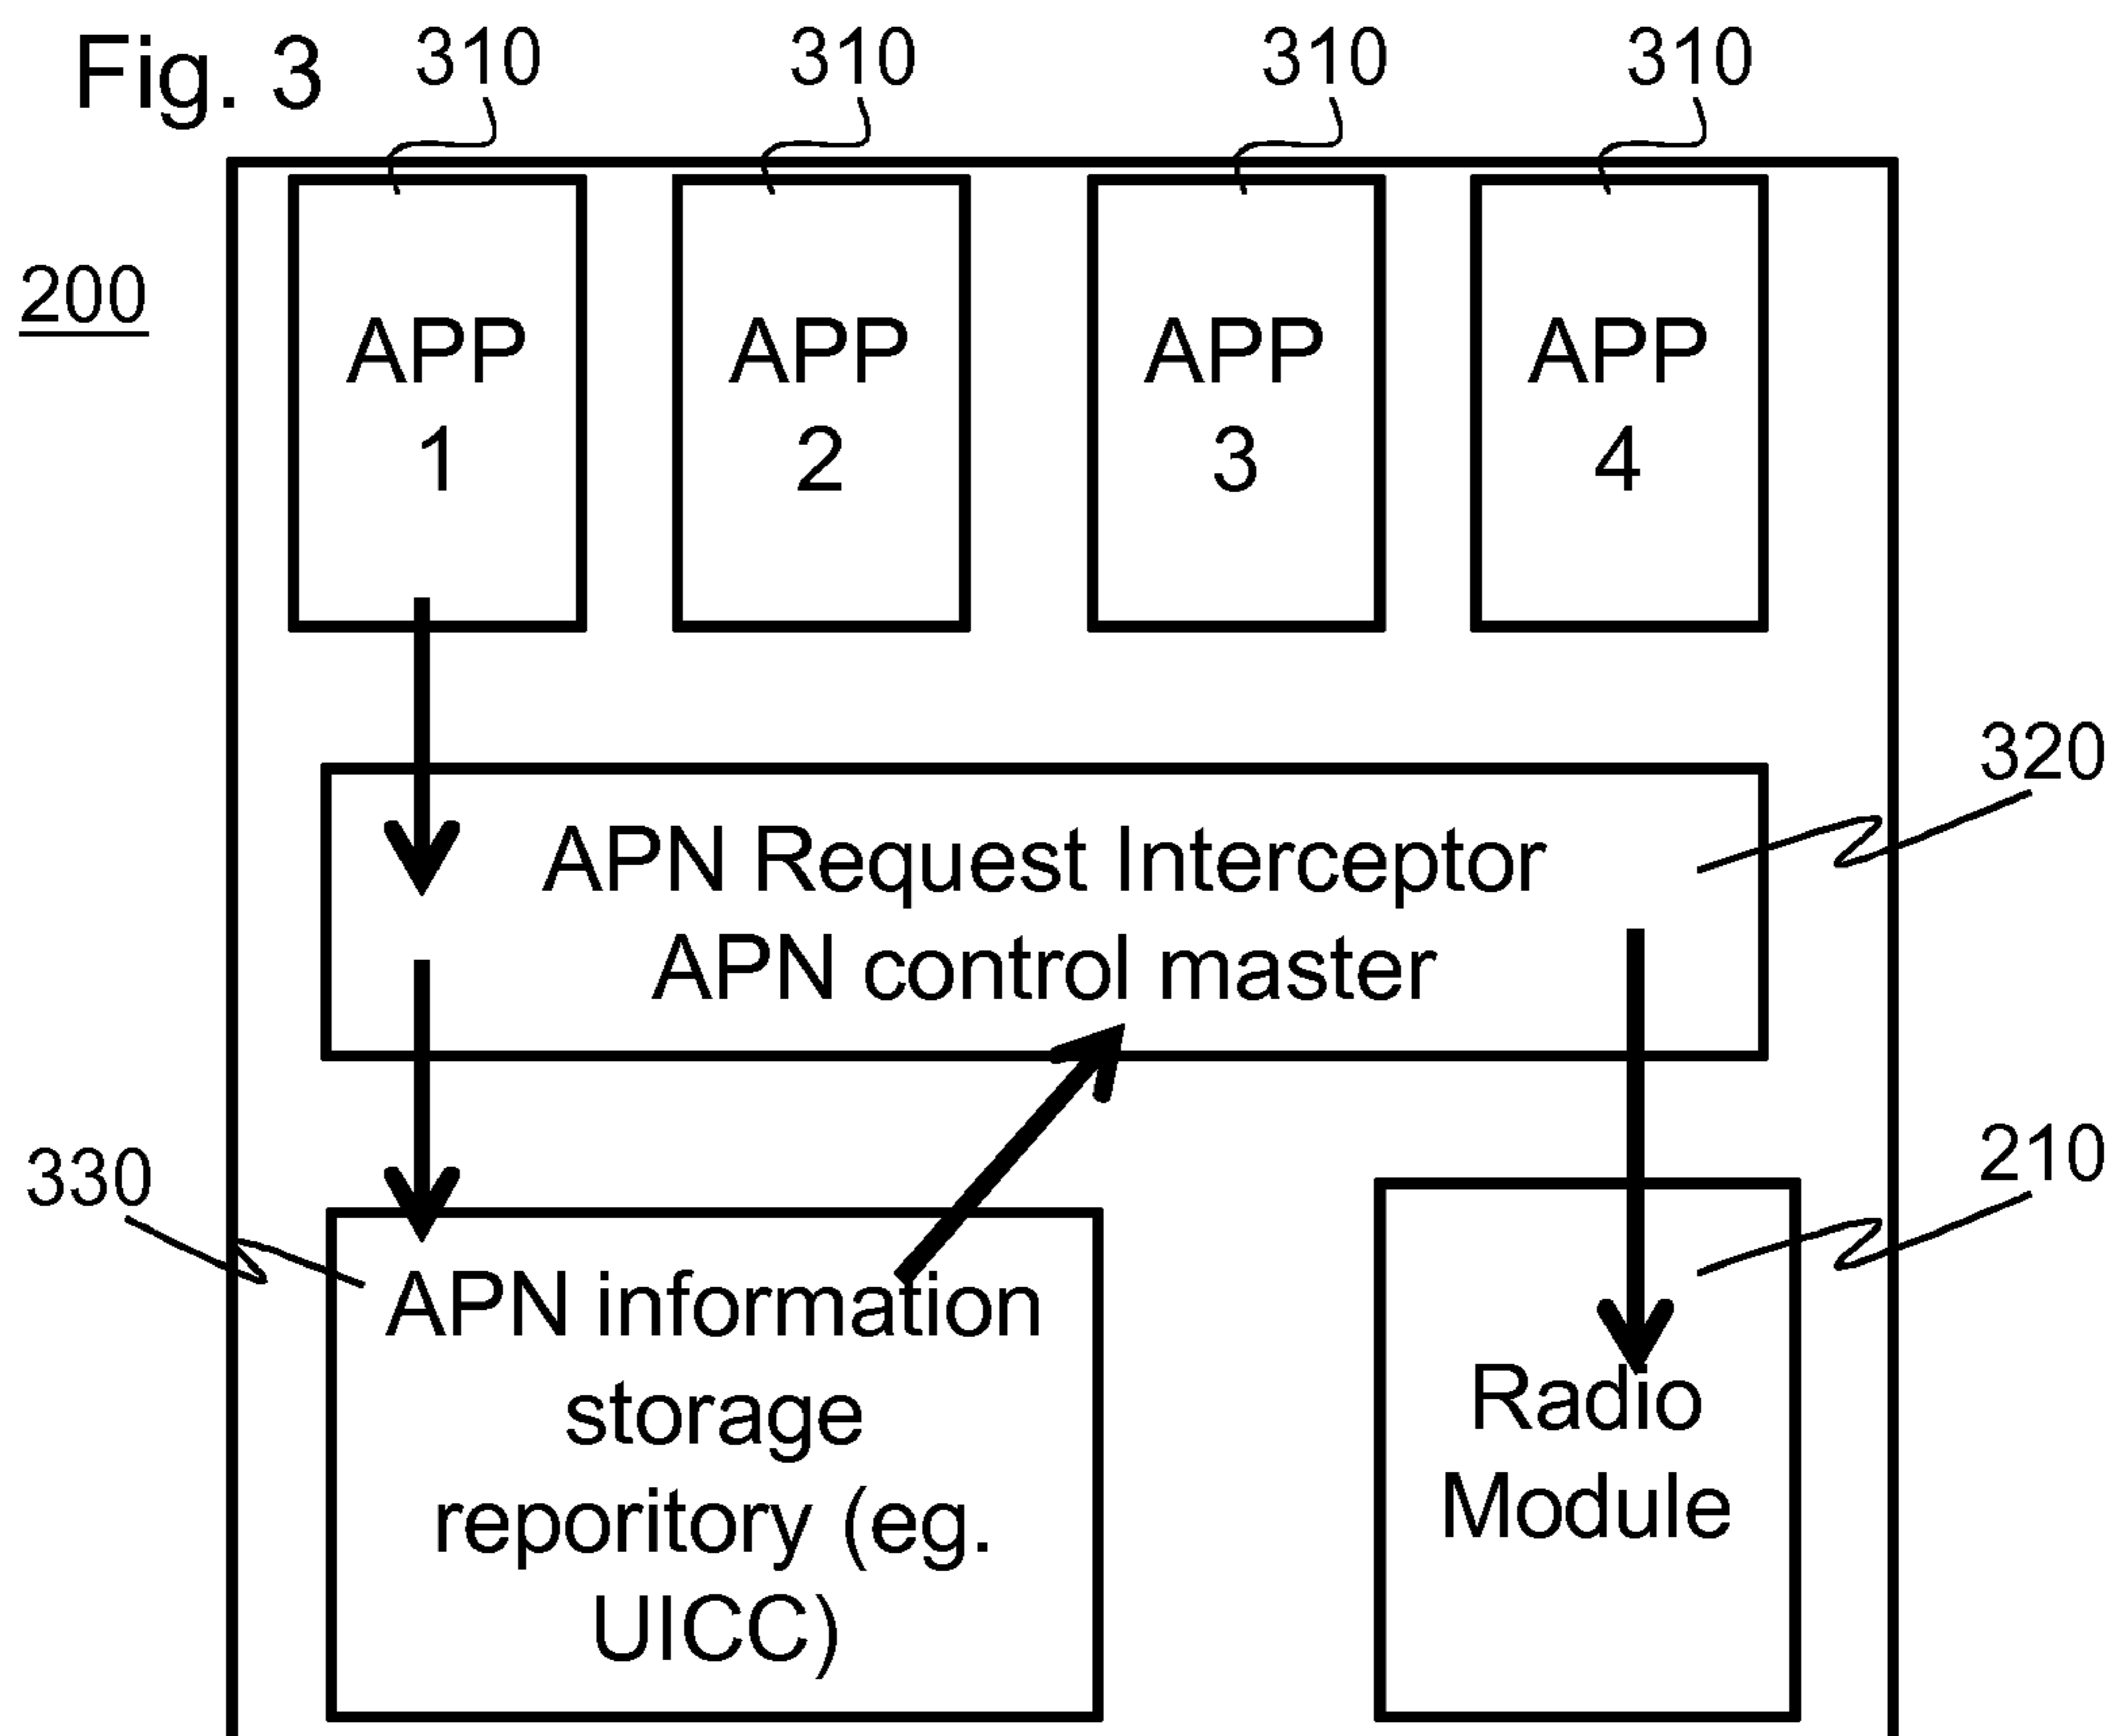 Fig. 3
310
310
310
310
200
APP
1
APP
2
APP
3
APP
4
320
APN Request Interceptor
APN control master
330
210
APN information
storage
reporitory (eg.
UICC)
Radio
Module